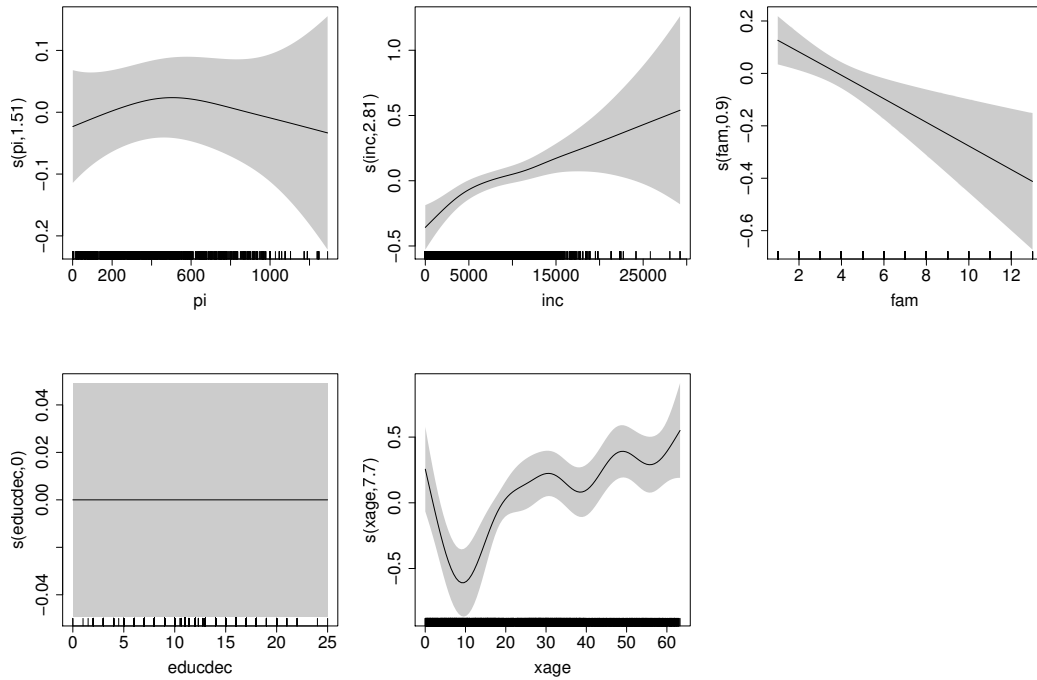 s(pi,1.51)
0.1
0.0
−0.1
−0.2
0 200 600 1000
pi
s(inc,2.81)
1.0
0.5
0.0
−0.5
0 5000 15000 25000
inc
s(fam,0.9)
0.2
0.0
−0.2
−0.4
−0.6
2 4 6 8 10 12
fam
s(educdec,0)
0.04
0.00
−0.04
0 5 10 15 20 25
educdec
s(xage,7.7)
0.5
0.0
−0.5
0 10 20 30 40 50 60
xage